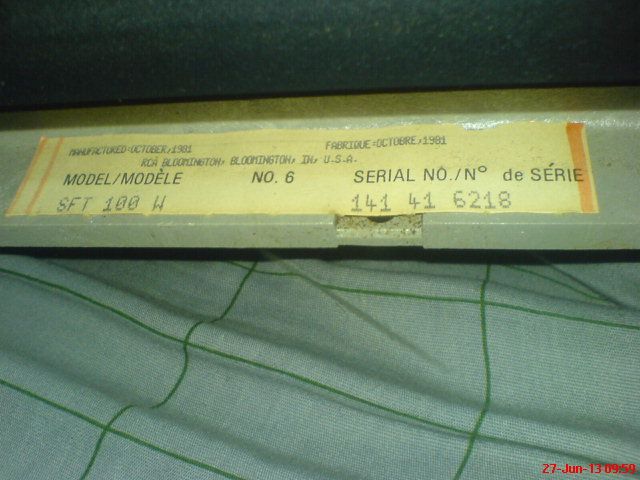 MANUFACTURED:OCTOBER,1981 FABRIQUE:OCTOBRE,1981
RCA BLOOMINGTON, BLOOMINGTON, IN, U.S.A.
MODEL/MODÈLE NO. 6 SERIAL NO./N° de SÉRIE
SFT 100 W 141 41 6218
27-Jun-13 09:59